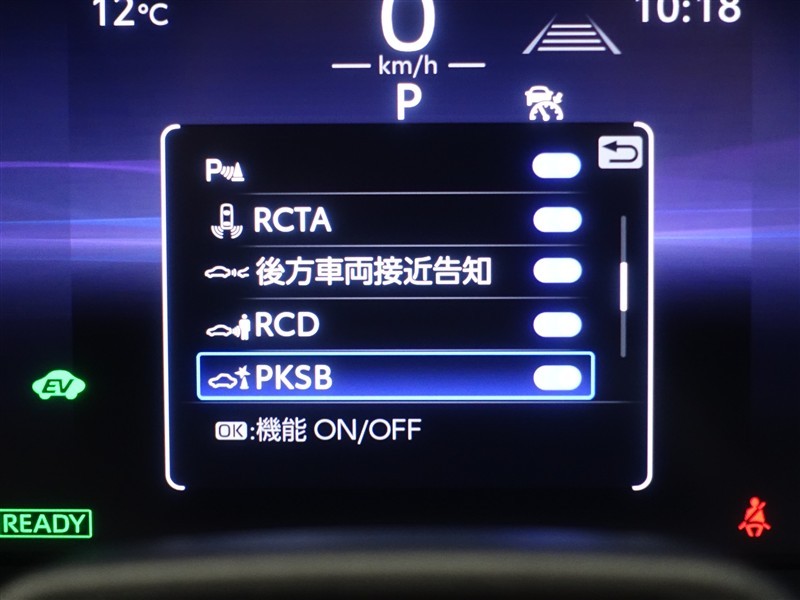 12℃
0
10:18
km/h
P
P
RCTA
後方車両接近告知
RCD
PKSB
OK:機能 ON/OFF
EV
READY